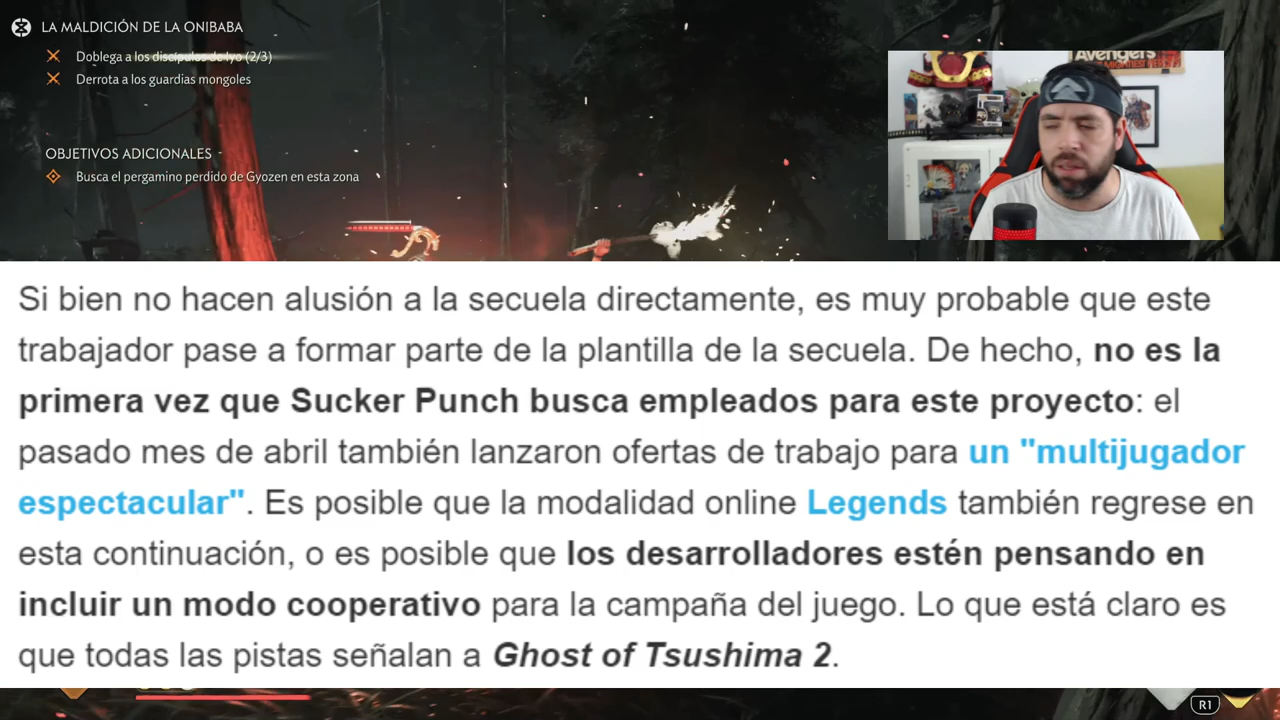 LA MALDICIÓN DE LA ONIBABA
Doblega a los discípulos de Iyo (2/3)
Derrota a los guardias mongoles
OBJETIVOS ADICIONALES
Busca el pergamino perdido de Gyozen en esta zona
Avengers
Si bien no hacen alusión a la secuela directamente, es muy probable que este
trabajador pase a formar parte de la plantilla de la secuela. De hecho, no es la
primera vez que Sucker Punch busca empleados para este proyecto: el
pasado mes de abril también lanzaron ofertas de trabajo para un "multijugador
espectacular". Es posible que la modalidad online Legends también regrese en
esta continuación, o es posible que los desarrolladores estén pensando en
incluir un modo cooperativo para la campaña del juego. Lo que está claro es
que todas las pistas señalan a Ghost of Tsushima 2.
R1